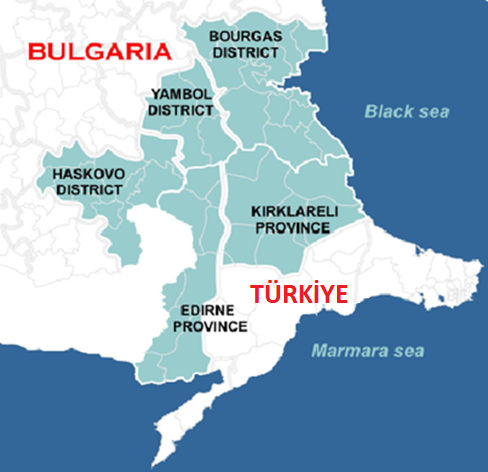 BOURGAS
DISTRICT
BULGARIA
YAMBOL
DISTRICT
Black sea
HASKOVO
DISTRICT
KIRKLARELI
PROVINCE
TÜRKİYE
EDIRNE
PROVINCE
Marmara sea